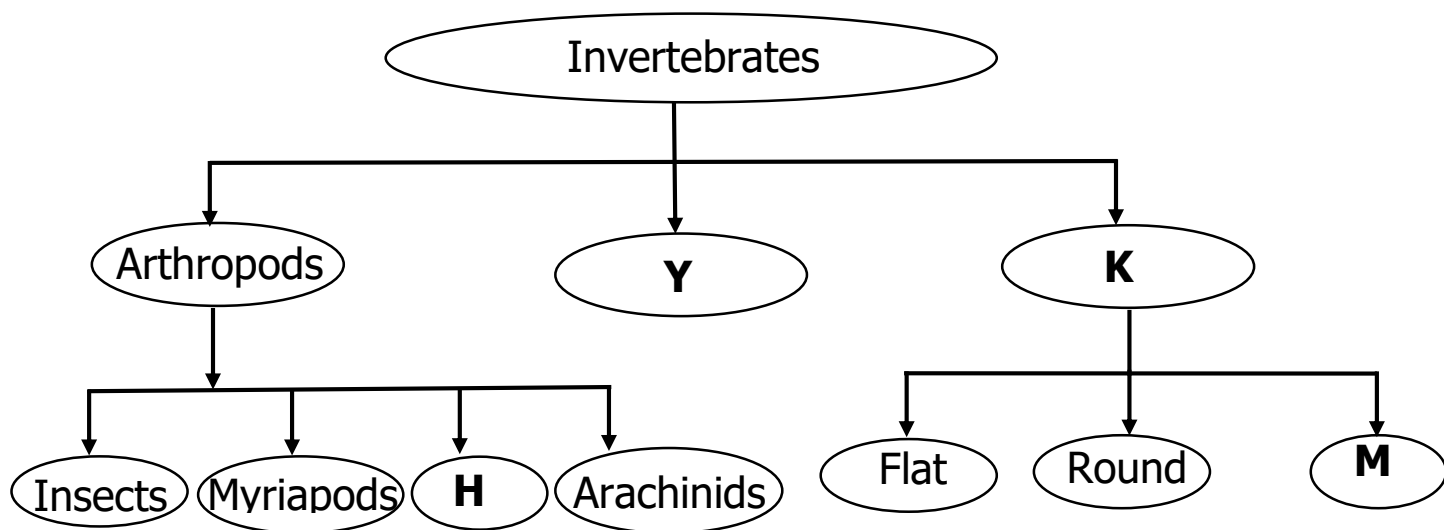 Invertebrates
Arthropods
Y
K
Insects
Myriapods
H
Arachinids
Flat
Round
M